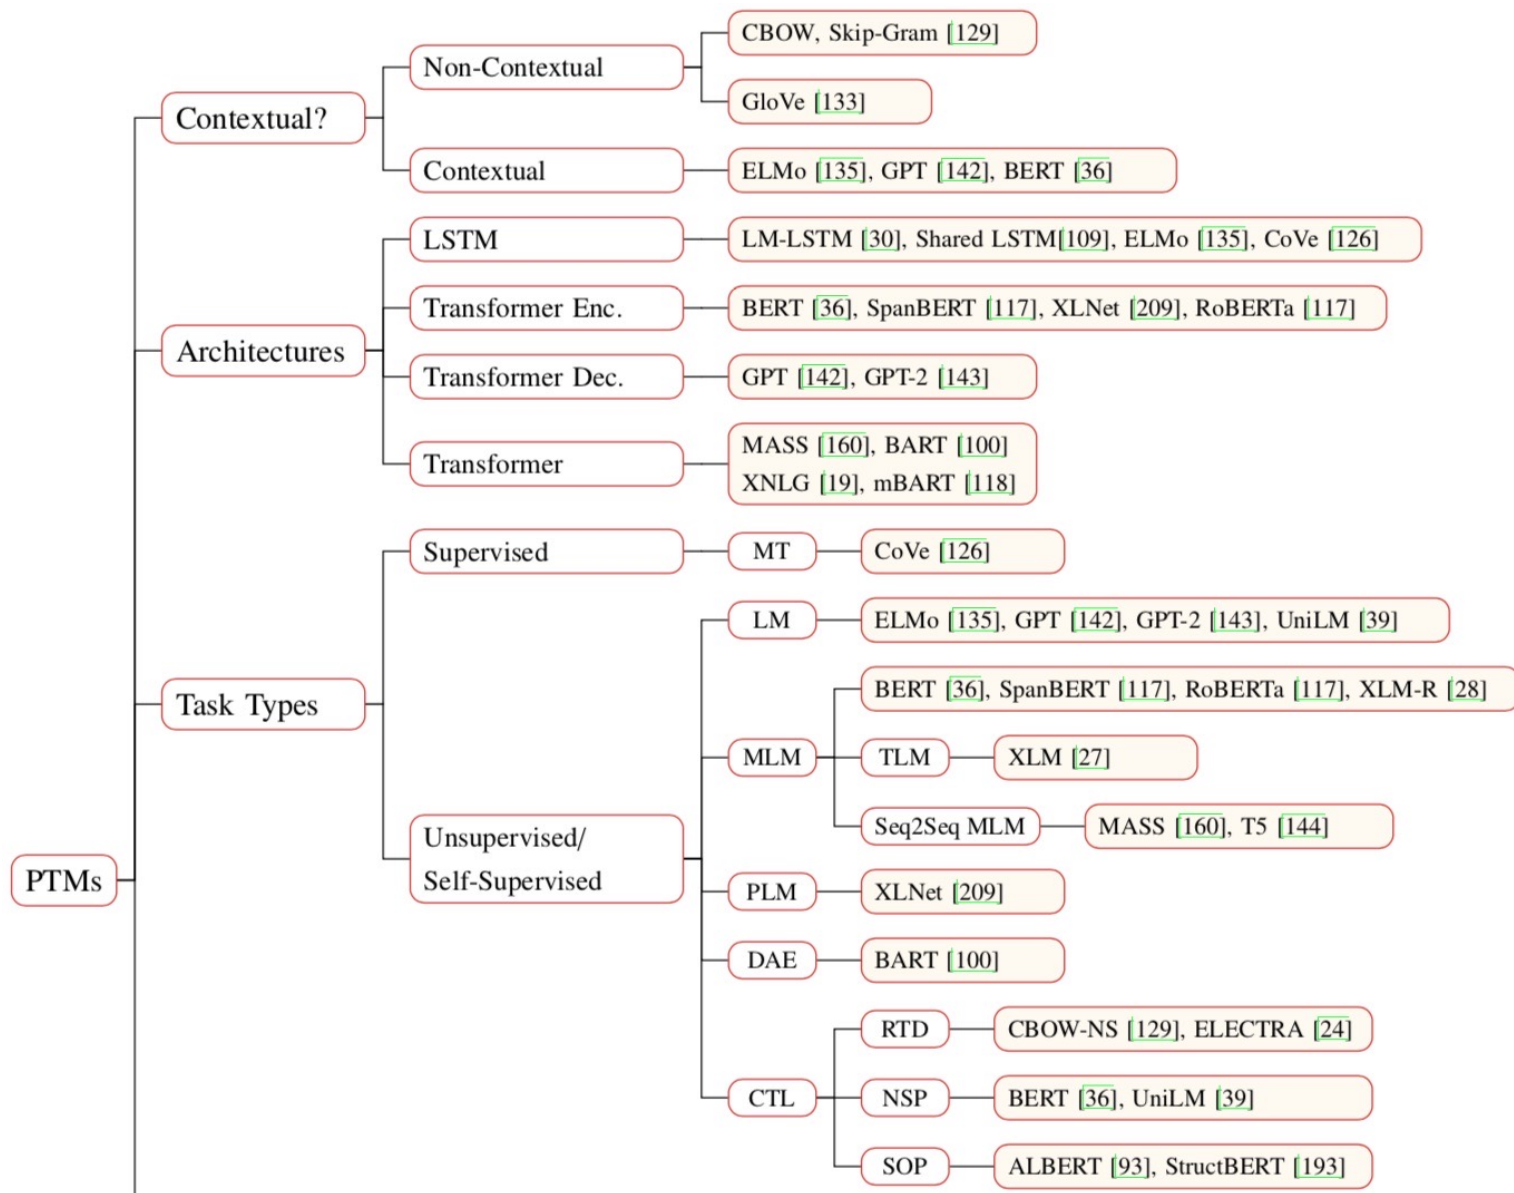 CBOW, Skip-Gram [129]
Non-Contextual
GloVe [133]
Contextual?
Contextual
ELMo [135], GPT [142], BERT [36]
LSTM
LM-LSTM [30], Shared LSTM[109], ELMo [135], CoVe [126]
Transformer Enc.
BERT [36], SpanBERT [117], XLNet [209], RoBERTa [117]
Architectures
Transformer Dec.
GPT [142], GPT-2 [143]
Transformer
MASS [160], BART [100]
XNLG [19], mBART [118]
Supervised
MT
CoVe [126]
LM
ELMo [135], GPT [142], GPT-2 [143], UniLM [39]
Task Types
BERT [36], SpanBERT [117], RoBERTa [117], XLM-R [28]
MLM
TLM
XLM [27]
Seq2Seq MLM
MASS [160], T5 [144]
Unsupervised/
Self-Supervised
PTMs
PLM
XLNet [209]
DAE
BART [100]
RTD
CBOW-NS [129], ELECTRA [24]
CTL
NSP
BERT [36], UniLM [39]
SOP
ALBERT [93], StructBERT [193]